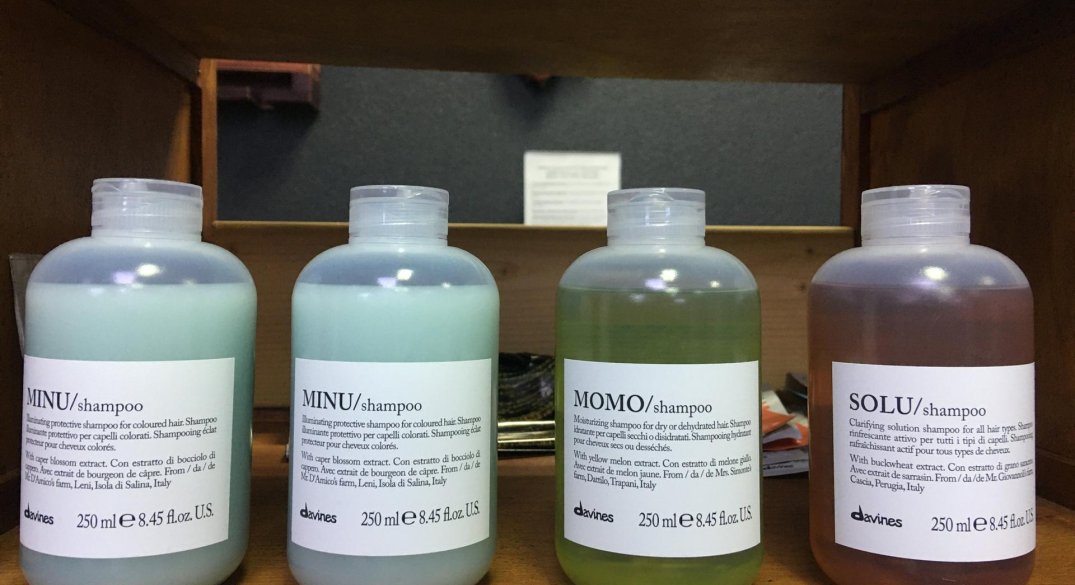 MINU/shampoo
Illuminating protective shampoo for coloured hair. Shampoo
illuminante protettivo per capelli colorati. Shampooing éclat
protecteur pour cheveux colorés.
With caper blossom extract. Con estratto di bocciolo di
cappero. Avec extrait de bourgeon de câpre. From / da / de
Mr. D'Amico's farm, Leni, Isola di Salina, Italy
davines
250 ml e 8.45 fl.oz. U.S.
MINU/shampoo
Illuminating protective shampoo for coloured hair. Shampoo
illuminante protettivo per capelli colorati. Shampooing éclat
protecteur pour cheveux colorés.
With caper blossom extract. Con estratto di bocciolo di
cappero. Avec extrait de bourgeon de câpre. From / da / de
Mr. D'Amico's farm, Leni, Isola di Salina, Italy
davines
250 ml e 8.45 fl.oz. U.S.
MOMO/shampoo
Moisturizing shampoo for dry or dehydrated hair. Shampoo
idratante per capelli secchi o disidratati. Shampooing hydratant
pour cheveux secs ou desséchés.
With yellow melon extract. Con estratto di melone giallo.
Avec extrait de melon jaune. From / da / de Mrs. Simonte's
farm, Dattilo, Trapani, Italy
davines
250 ml e 8.45 fl.oz. U.S.
SOLU/shampoo
Clarifying solution shampoo for all hair types. Shampoo
rinfrescante attivo per tutti i tipi di capelli. Shampooing
rafraîchissant actif pour tous types de cheveux.
With buckwheat extract. Con estratto di grano saraceno.
Avec extrait de sarrasin. From / da / de Mr. farm,
Cascia, Perugia, Italy
davines
250 ml e 8.45 fl.oz. U.S.